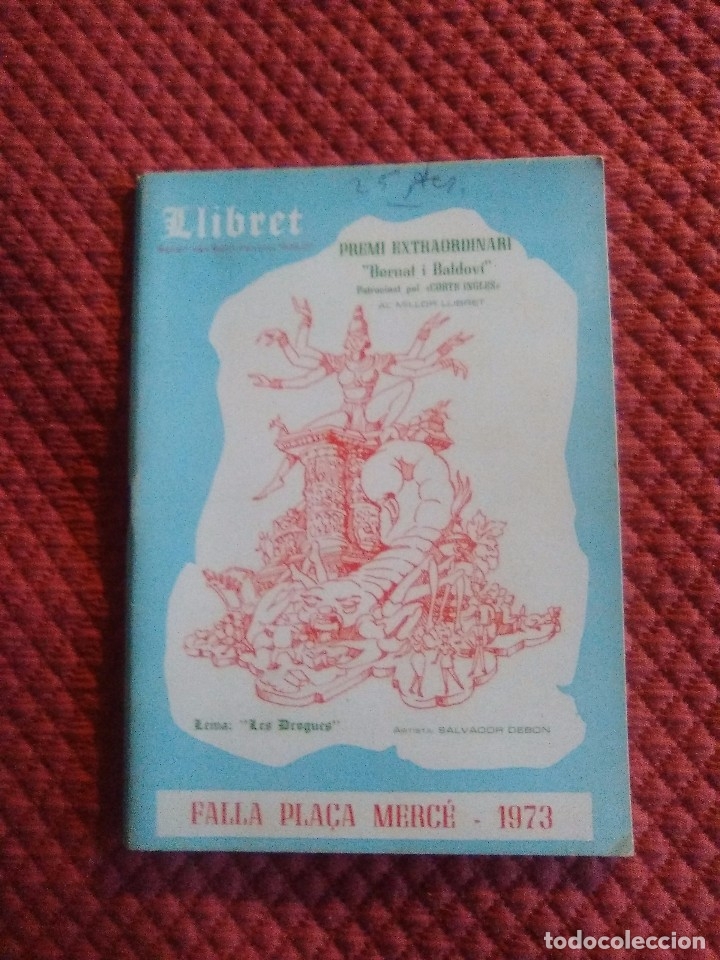 25 ptes.
Llibret
PREMI EXTRAORDINARI
"Bernat i Baldoví"
Patrocinat pel «CORTE INGLES»
AL MILLOR LLIBRET
Lema: "Les Drogues"
Artista: SALVADOR DEBON
FALLA PLAÇA MERCÉ - 1973
todocoleccion